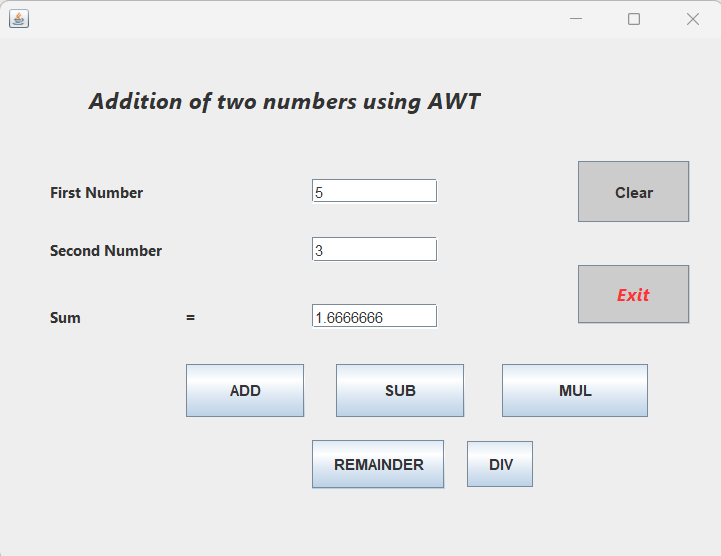 Addition of two numbers using AWT
First Number 5 Clear
Second Number 3
Exit
Sum = 1.6666666
ADD SUB MUL
REMAINDER DIV